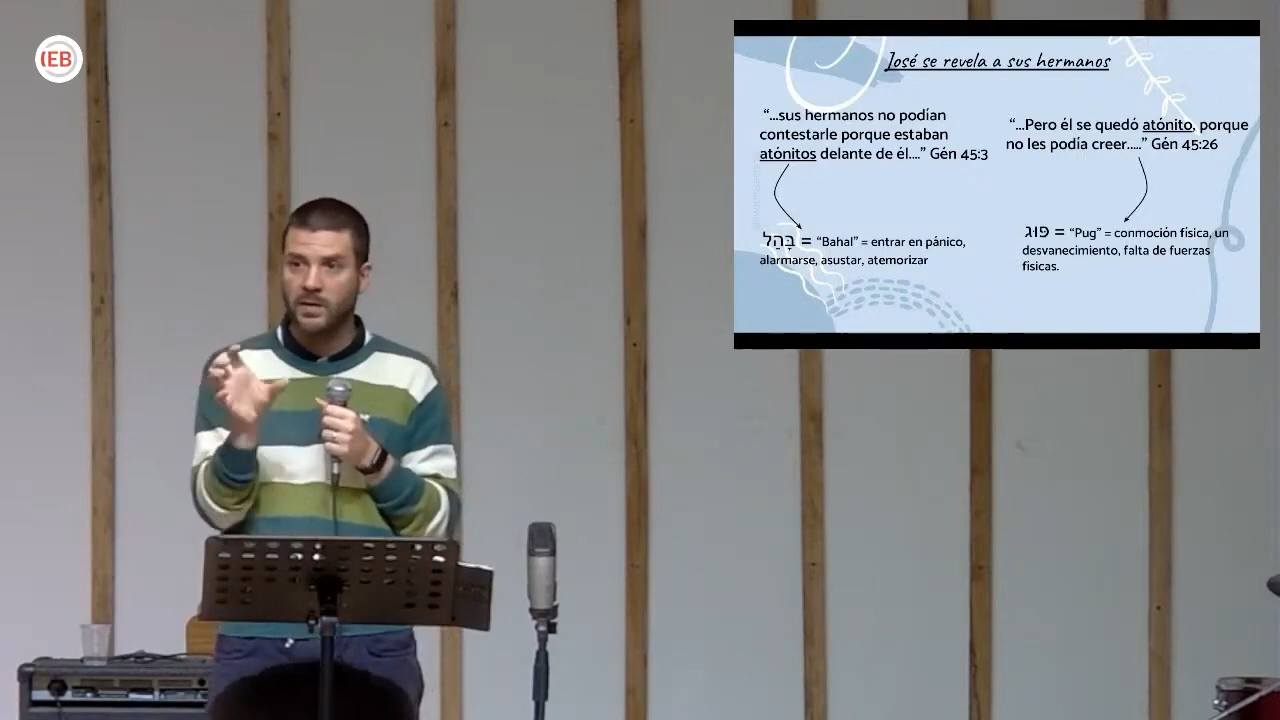 IEB
José se revela a sus hermanos
“...sus hermanos no podían
contestarle porque estaban
atónitos delante de él....” Gén 45:3
“...Pero él se quedó atónito, porque
no les podía creer.....” Gén 45:26
בָּהַל = “Bahal” = entrar en pánico,
alarmarse, asustar, atemorizar
פּוּג = “Pug” = conmoción física, un
desvanecimiento, falta de fuerzas
físicas.